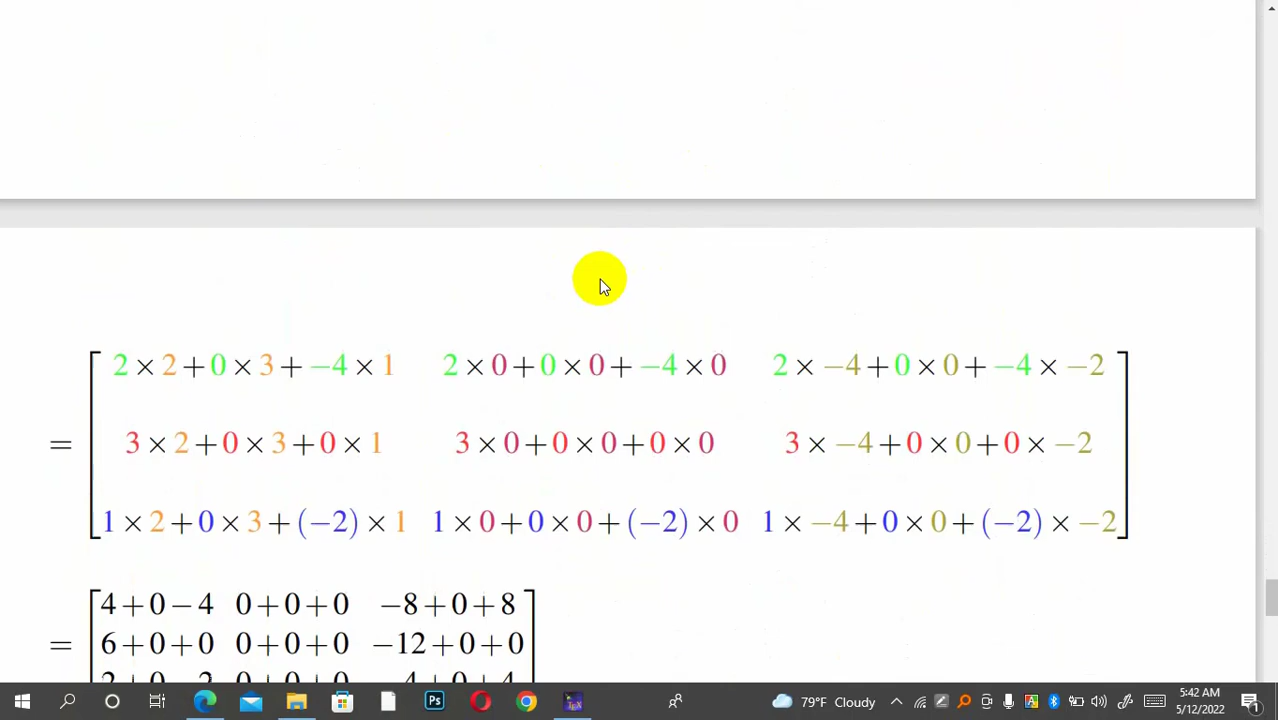 2 × 2 + 0 × 3 + −4 × 1 2 × 0 + 0 × 0 + −4 × 0 2 × −4 + 0 × 0 + −4 × −2
= 3 × 2 + 0 × 3 + 0 × 1 3 × 0 + 0 × 0 + 0 × 0 3 × −4 + 0 × 0 + 0 × −2
1 × 2 + 0 × 3 + (−2) × 1 1 × 0 + 0 × 0 + (−2) × 0 1 × −4 + 0 × 0 + (−2) × −2
4 + 0 − 4 0 + 0 + 0 −8 + 0 + 8
= 6 + 0 + 0 0 + 0 + 0 −12 + 0 + 0
Ps
TEX
79°F Cloudy
A
5:42 AM
5/12/2022
1